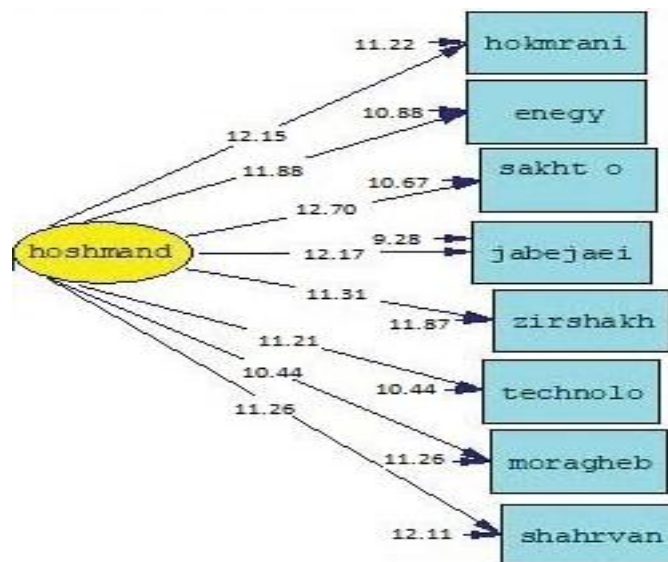 11.22
hokmrani
12.15
10.88
enegy
11.88
10.67
sakht o
12.70
hoshmand
9.28
12.17
jabejaei
11.31
11.87
zirshakh
11.21
10.44
10.44
technolo
11.26
11.26
moragheb
12.11
shahrvan